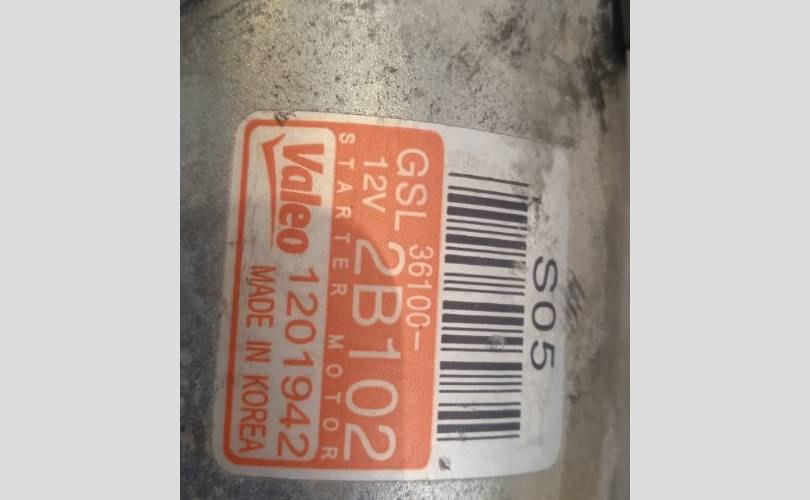 S05
GSL 36100-
12V 2B102
STARTER MOTOR
Valeo 1201942
MADE IN KOREA